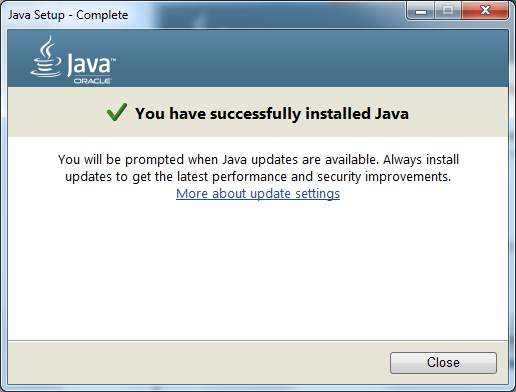 Java Setup - Complete
Java™
ORACLE
You have successfully installed Java
You will be prompted when Java updates are available. Always install
updates to get the latest performance and security improvements.
More about update settings
Close